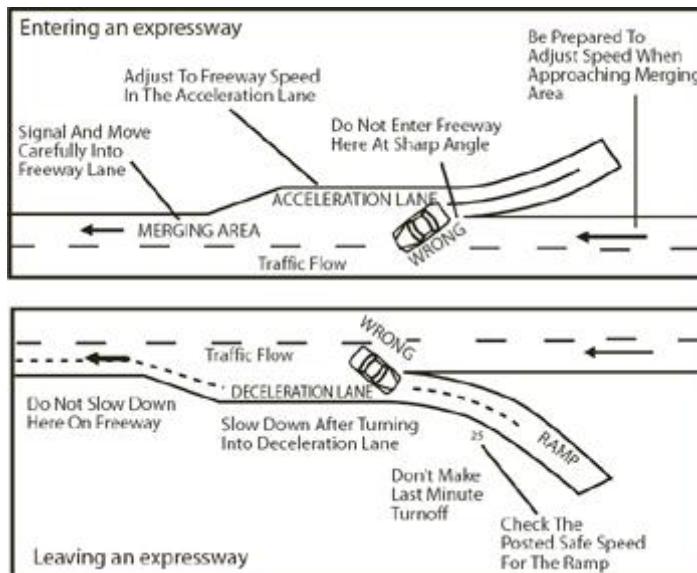 Entering an expressway
Be Prepared To
Adjust Speed When
Approaching Merging
Area
Adjust To Freeway Speed
In The Acceleration Lane
Do Not Enter Freeway
Here At Sharp Angle
Signal And Move
Carefully Into
Freeway Lane
ACCELERATION LANE
MERGING AREA
WRONG
Traffic Flow
WRONG
Traffic Flow
DECELERATION LANE
Do Not Slow Down
Here On Freeway
Slow Down After Turning
Into Deceleration Lane
25
RAMP
Don't Make
Last Minute
Turnoff
Check The
Posted Safe Speed
For The Ramp
Leaving an expressway